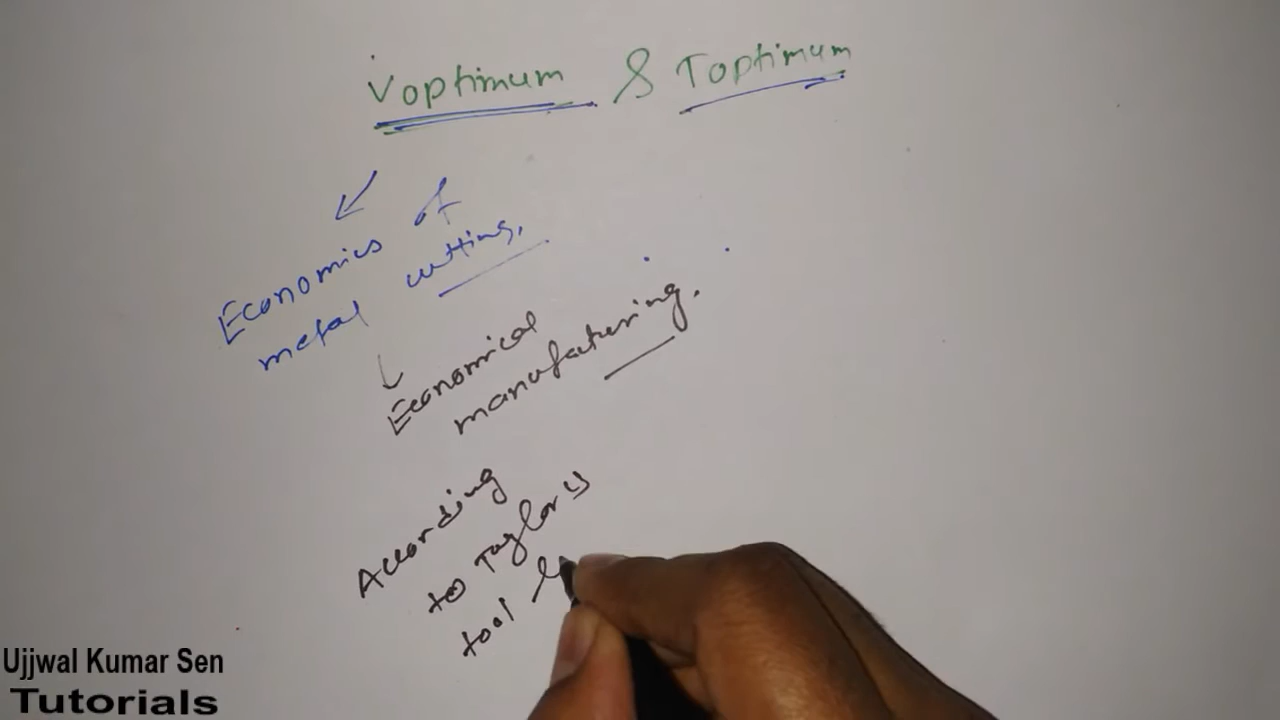 Voptimum & Toptimum
Economics of
metal cutting,
Economical
manufacturing.
According
to Taylor's
tool
Ujjwal Kumar Sen
Tutorials